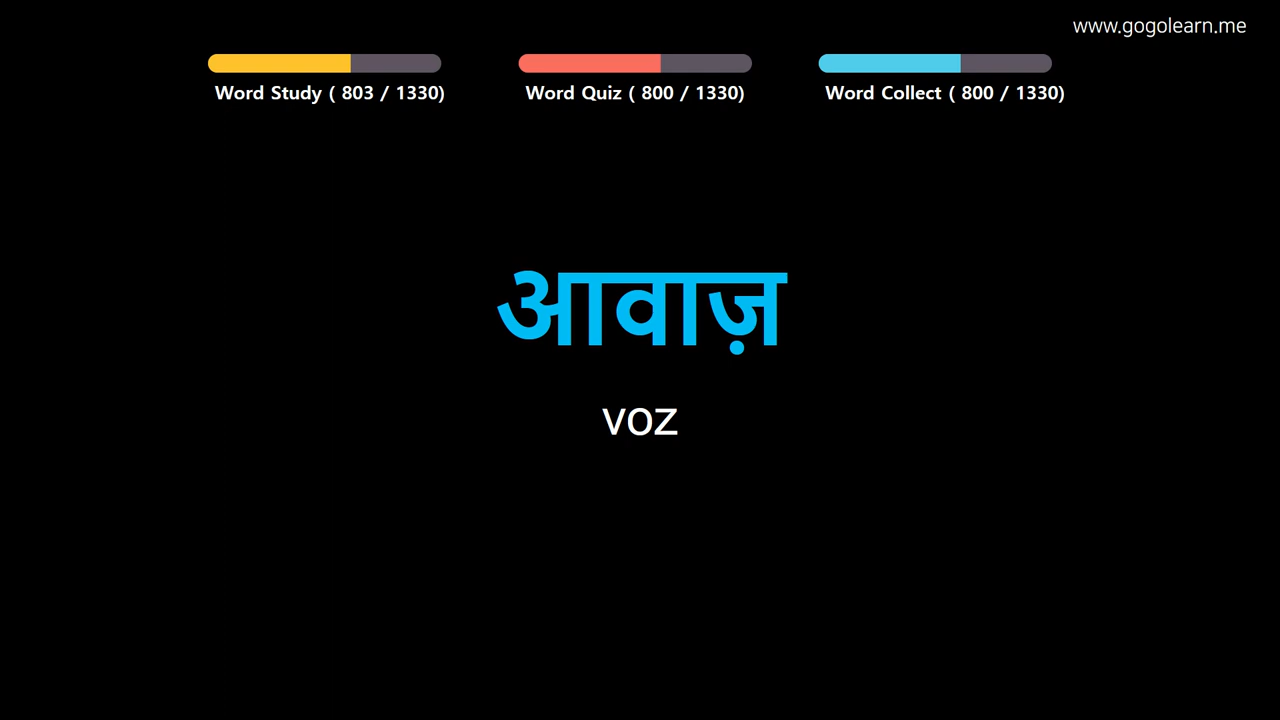 www.gogolearn.me
Word Study ( 803 / 1330)
Word Quiz ( 800 / 1330)
Word Collect ( 800 / 1330)
आवाज़
voz